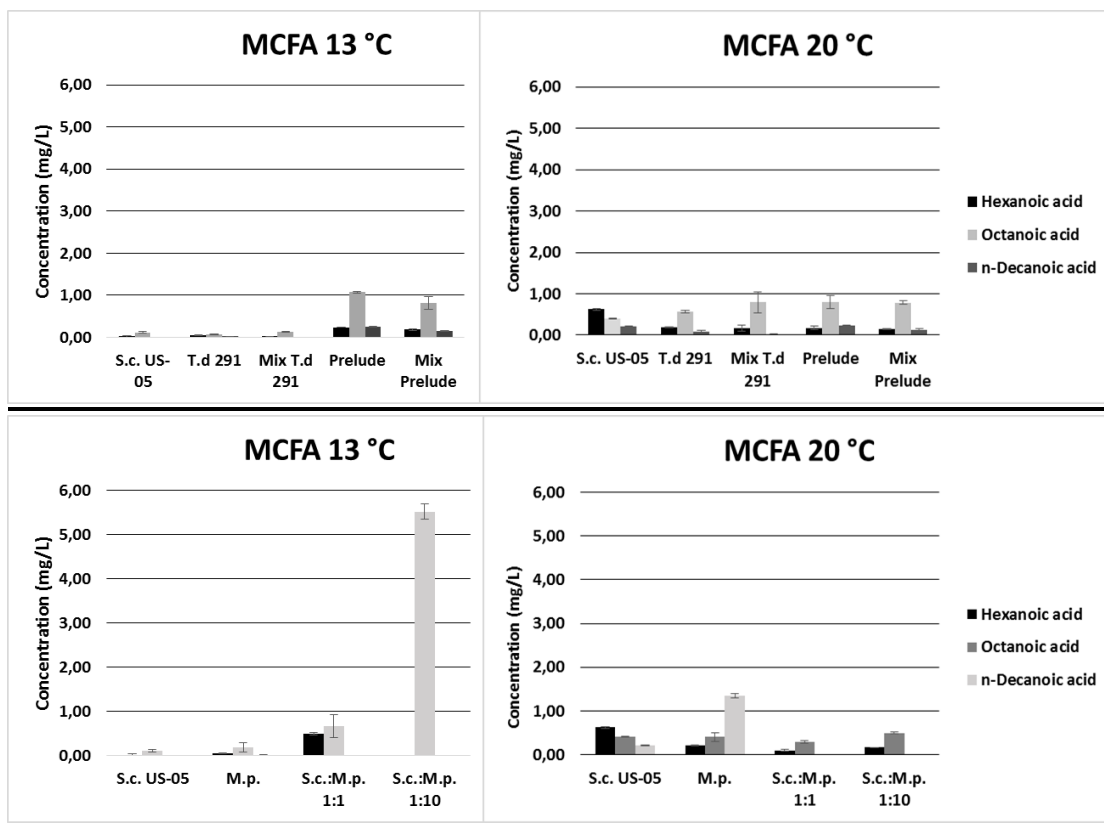 MCFA 13 °C
Concentration (mg/L)
6,00
5,00
4,00
3,00
2,00
1,00
0,00
S.c. US-
05
T.d 291
Mix T.d
291
Prelude
Mix
Prelude
MCFA 20 °C
Concentration (mg/L)
6,00
5,00
4,00
3,00
2,00
1,00
0,00
S.c. US-05
T.d 291
Mix T.d
291
Prelude
Mix
Prelude
Hexanoic acid
Octanoic acid
n-Decanoic acid
MCFA 13 °C
Concentration (mg/L)
6,00
5,00
4,00
3,00
2,00
1,00
0,00
S.c. US-05
M.p.
S.c.:M.p.
1:1
S.c.:M.p.
1:10
MCFA 20 °C
Concentration (mg/L)
6,00
5,00
4,00
3,00
2,00
1,00
0,00
S.c. US-05
M.p.
S.c.:M.p.
1:1
S.c.:M.p.
1:10
Hexanoic acid
Octanoic acid
n-Decanoic acid